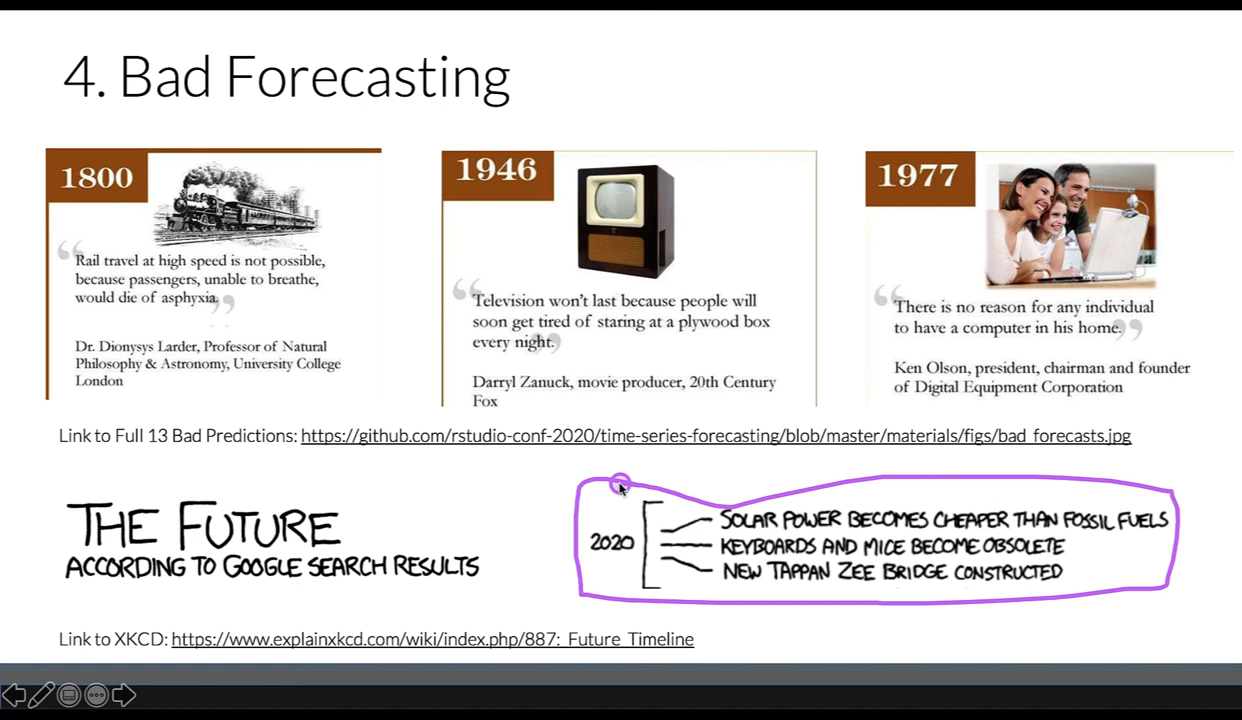 4. Bad Forecasting
1800
“Rail travel at high speed is not possible,
because passengers, unable to breathe,
would die of asphyxia.”
Dr. Dionysys Larder, Professor of Natural
Philosophy & Astronomy, University College
London
1946
“Television won’t last because people will
soon get tired of staring at a plywood box
every night.”
Darryl Zanuck, movie producer, 20th Century
Fox
1977
“There is no reason for any individual
to have a computer in his home.”
Ken Olson, president, chairman and founder
of Digital Equipment Corporation
Link to Full 13 Bad Predictions: https://github.com/rstudio-conf-2020/time-series-forecasting/blob/master/materials/figs/bad_forecasts.jpg
THE FUTURE
ACCORDING TO GOOGLE SEARCH RESULTS
2020
SOLAR POWER BECOMES CHEAPER THAN FOSSIL FUELS
KEYBOARDS AND MICE BECOME OBSOLETE
NEW TAPPAN ZEE BRIDGE CONSTRUCTED
Link to XKCD: https://www.explainxkcd.com/wiki/index.php/887:_Future_Timeline